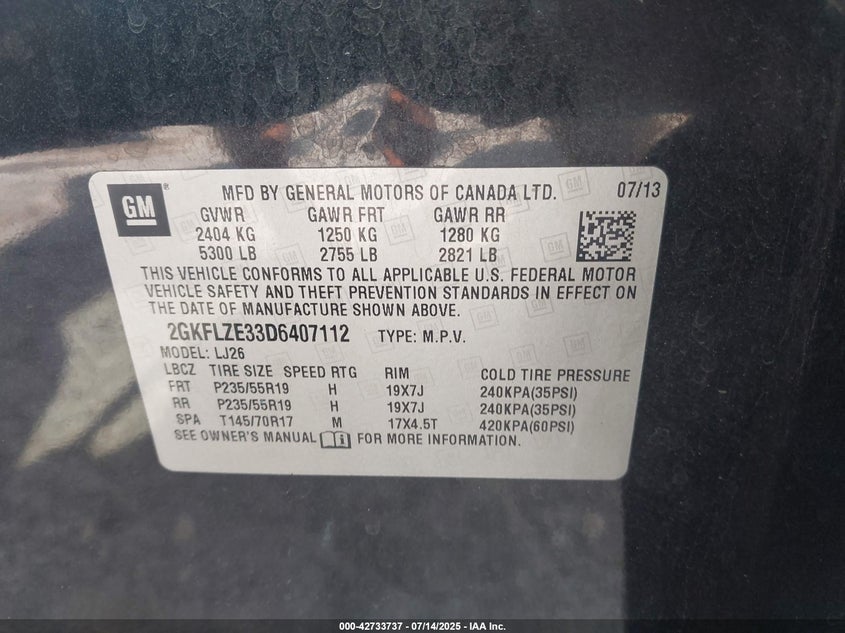 GM
MFD BY GENERAL MOTORS OF CANADA LTD. 07/13
GVWR GAWR FRT GAWR RR
2404 KG 1250 KG 1280 KG
5300 LB 2755 LB 2821 LB
THIS VEHICLE CONFORMS TO ALL APPLICABLE U.S. FEDERAL MOTOR
VEHICLE SAFETY AND THEFT PREVENTION STANDARDS IN EFFECT ON
THE DATE OF MANUFACTURE SHOWN ABOVE.
2GKFLZE33D6407112 TYPE: M.P.V.
MODEL: LJ26
LBCZ TIRE SIZE SPEED RTG RIM COLD TIRE PRESSURE
FRT P235/55R19 H 19X7J 240KPA(35PSI)
RR P235/55R19 H 19X7J 240KPA(35PSI)
SPA T145/70R17 M 17X4.5T 420KPA(60PSI)
SEE OWNER'S MANUAL FOR MORE INFORMATION.
000-42733737 - 07/14/2025 - IAA Inc.